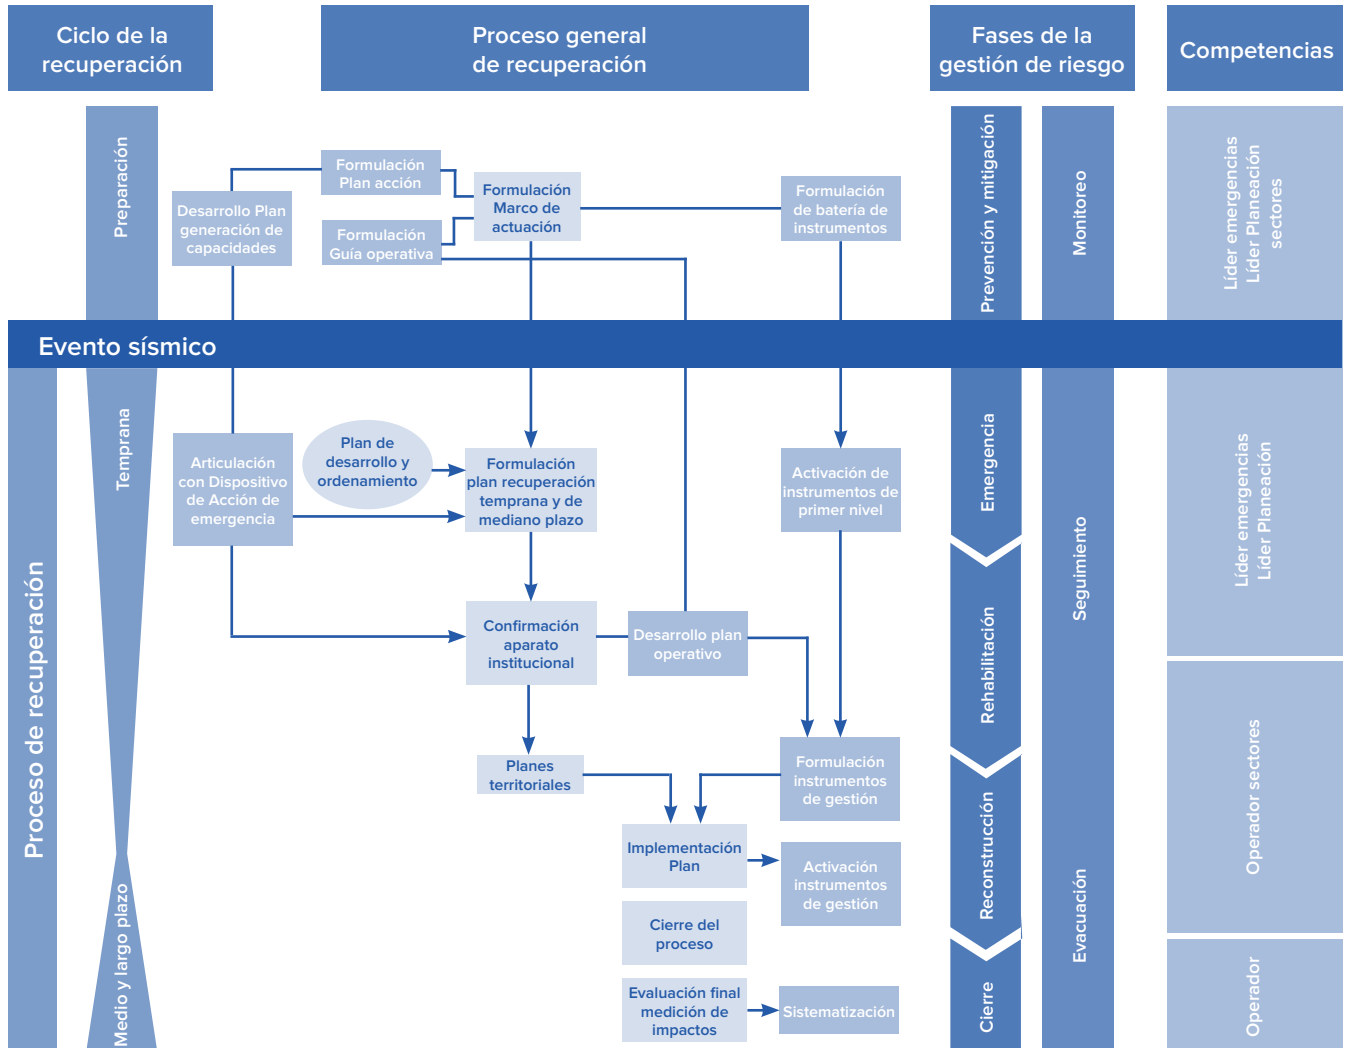 Ciclo de la
recuperación
Proceso general
de recuperación
Fases de la
gestión de riesgo
Competencias
Preparación
Formulación
Plan acción
Desarrollo Plan
generación de
capacidades
Formulación
Guía operativa
Formulación
Marco de
actuación
Formulación
de batería de
instrumentos
Prevención y mitigación
Monitoreo
Líder emergencias
Líder Planeación
sectores
Evento sísmico
Proceso de recuperación
Temprana
Articulación
con Dispositivo
de Acción de
emergencia
Plan de
desarrollo y
ordenamiento
Formulación
plan recuperación
temprana y de
mediano plazo
Activación de
instrumentos de
primer nivel
Emergencia
Seguimiento
Líder emergencias
Líder Planeación
Confirmación
aparato
institucional
Desarrollo plan
operativo
Rehabilitación
Planes
territoriales
Formulación
instrumentos
de gestión
Operador sectores
Implementación
Plan
Activación
instrumentos
de gestión
Reconstrucción
Medio y largo plazo
Cierre del
proceso
Evacuación
Evaluación final
medición de
impactos
Sistematización
Cierre
Operador